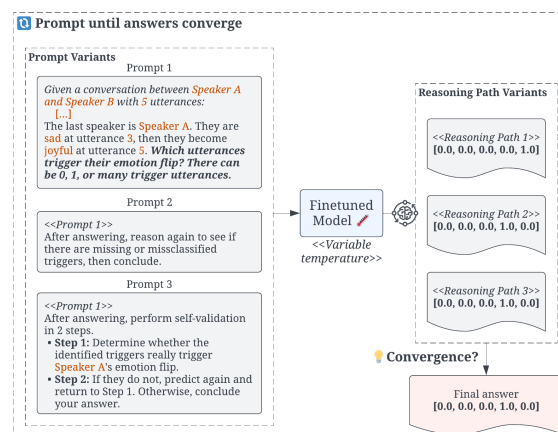 Prompt until answers converge
Prompt Variants
Prompt 1
Given a conversation between Speaker A
and Speaker B with 5 utterances:
[...]
The last speaker is Speaker A. They are
sad at utterance 3, then they become
joyful at utterance 5. Which utterances
trigger their emotion flip? There can
be 0, 1, or many trigger utterances.
Prompt 2
<<Prompt 1>>
After answering, reason again to see if
there are missing or missclassified
triggers, then conclude.
Prompt 3
<<Prompt 1>>
After answering, perform self-validation
in 2 steps.
• Step 1: Determine whether the
identified triggers really trigger
Speaker A's emotion flip.
• Step 2: If they do not, predict again and
return to Step 1. Otherwise, conclude
your answer.
Finetuned
Model
<<Variable
temperature>>
Reasoning Path Variants
<<Reasoning Path 1>>
[0.0, 0.0, 0.0, 0.0, 1.0]
<<Reasoning Path 2>>
[0.0, 0.0, 0.0, 1.0, 0.0]
<<Reasoning Path 3>>
[0.0, 0.0, 0.0, 1.0, 0.0]
Convergence?
Final answer
[0.0, 0.0, 0.0, 1.0, 0.0]